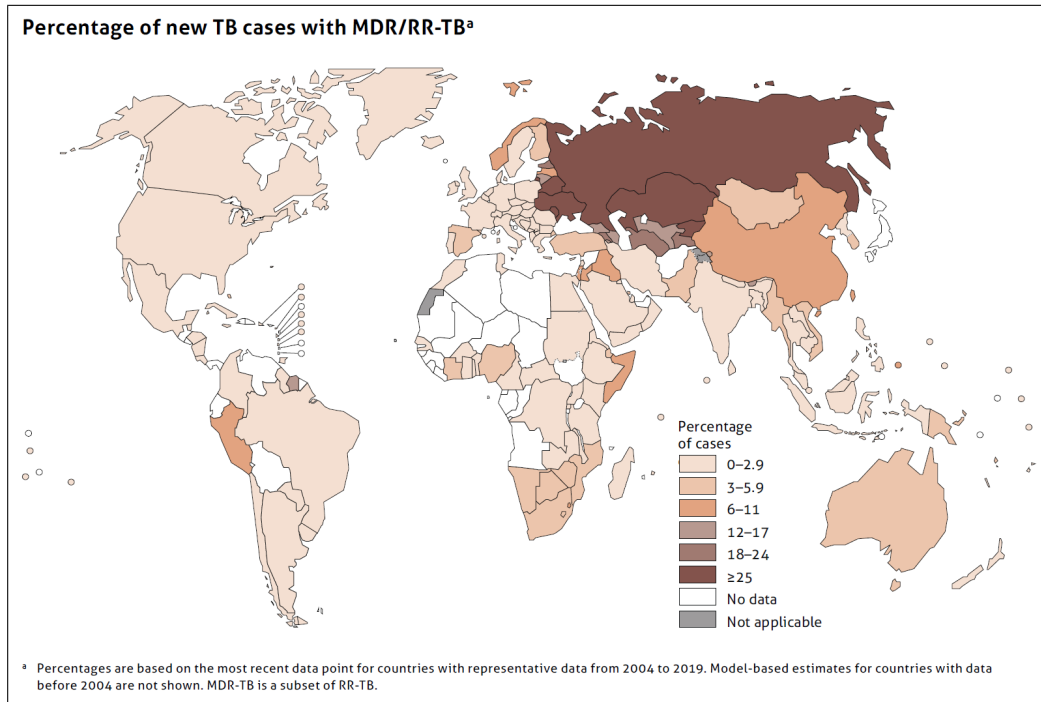 Percentage of new TB cases with MDR/RR-TBᵃ
Percentage
of cases
0–2.9
3–5.9
6–11
12–17
18–24
≥25
No data
Not applicable
ᵃ Percentages are based on the most recent data point for countries with representative data from 2004 to 2019. Model-based estimates for countries with data
before 2004 are not shown. MDR-TB is a subset of RR-TB.